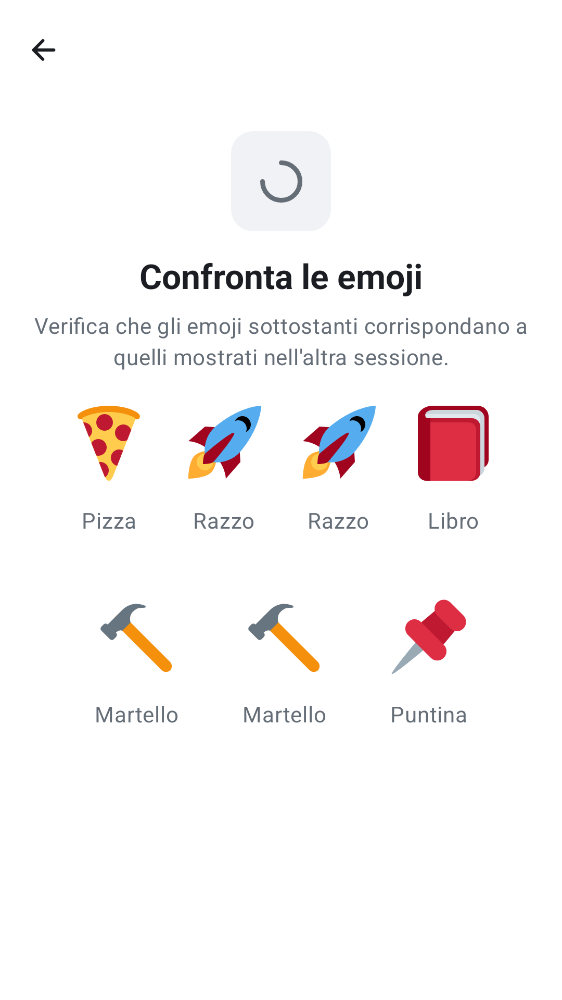 Confronta le emoji
Verifica che gli emoji sottostanti corrispondano a
quelli mostrati nell'altra sessione.
Pizza Razzo Razzo Libro
Martello Martello Puntina